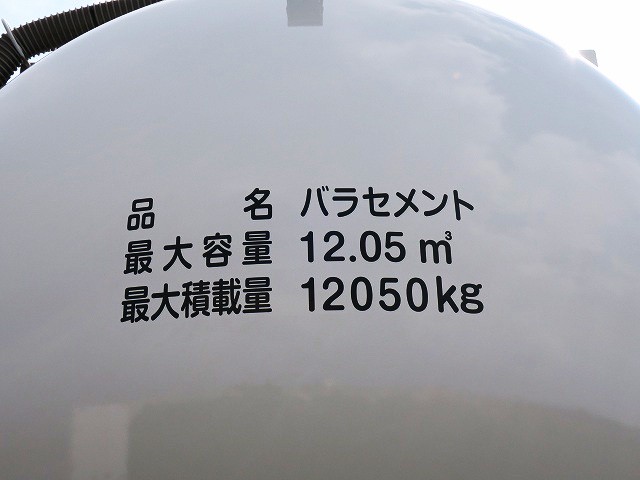 品名 バラセメント
最大容量 12.05㎥
最大積載量 12050kg